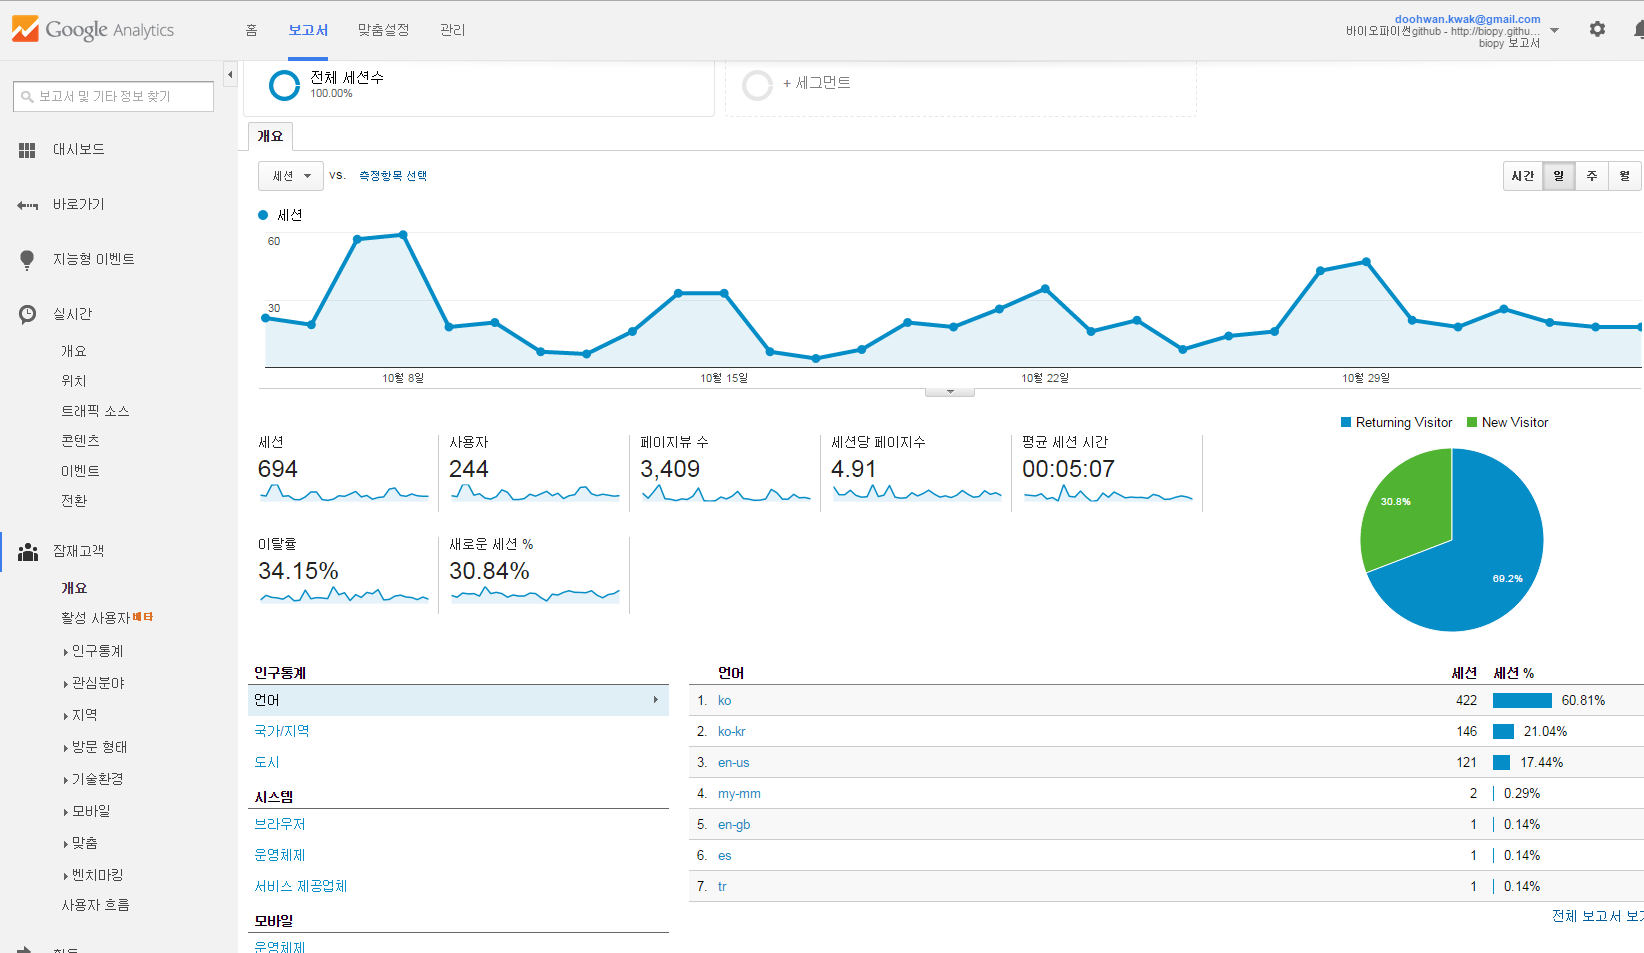 Google Analytics
홈
보고서
맞춤설정
관리
doohwan.kwak@gmail.com
바이오파이썬github - http://biopy.githu...
biopy 보고서
보고서 및 기타 정보 찾기
대시보드
바로가기
지능형 이벤트
실시간
개요
위치
트래픽 소스
콘텐츠
이벤트
전환
잠재고객
개요
활성 사용자베타
인구통계
관심분야
지역
방문 형태
기술환경
모바일
맞춤
벤치마킹
사용자 흐름
전체 세션수
100.00%
+ 세그먼트
개요
세션
vs.
측정항목 선택
시간
일
주
월
세션
60
30
10월 8일
10월 15일
10월 22일
10월 29일
세션
694
사용자
244
페이지뷰 수
3,409
세션당 페이지수
4.91
평균 세션 시간
00:05:07
이탈률
34.15%
새로운 세션 %
30.84%
Returning Visitor
New Visitor
30.8%
69.2%
인구통계
언어
국가/지역
도시
시스템
브라우저
운영체제
서비스 제공업체
모바일
운영체제
언어 세션 세션 %
1. ko 422 60.81%
2. ko-kr 146 21.04%
3. en-us 121 17.44%
4. my-mm 2 0.29%
5. en-gb 1 0.14%
6. es 1 0.14%
7. tr 1 0.14%
전체 보고서